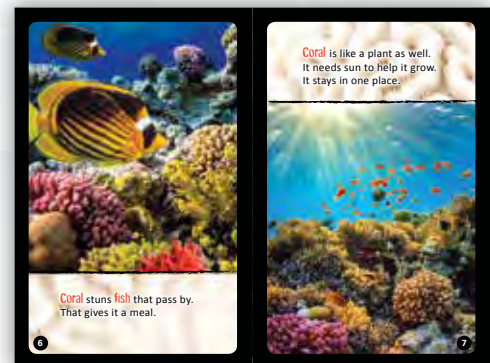 Coral stuns fish that pass by.
That gives it a meal.
6
Coral is like a plant as well.
It needs sun to help it grow.
It stays in one place.
7